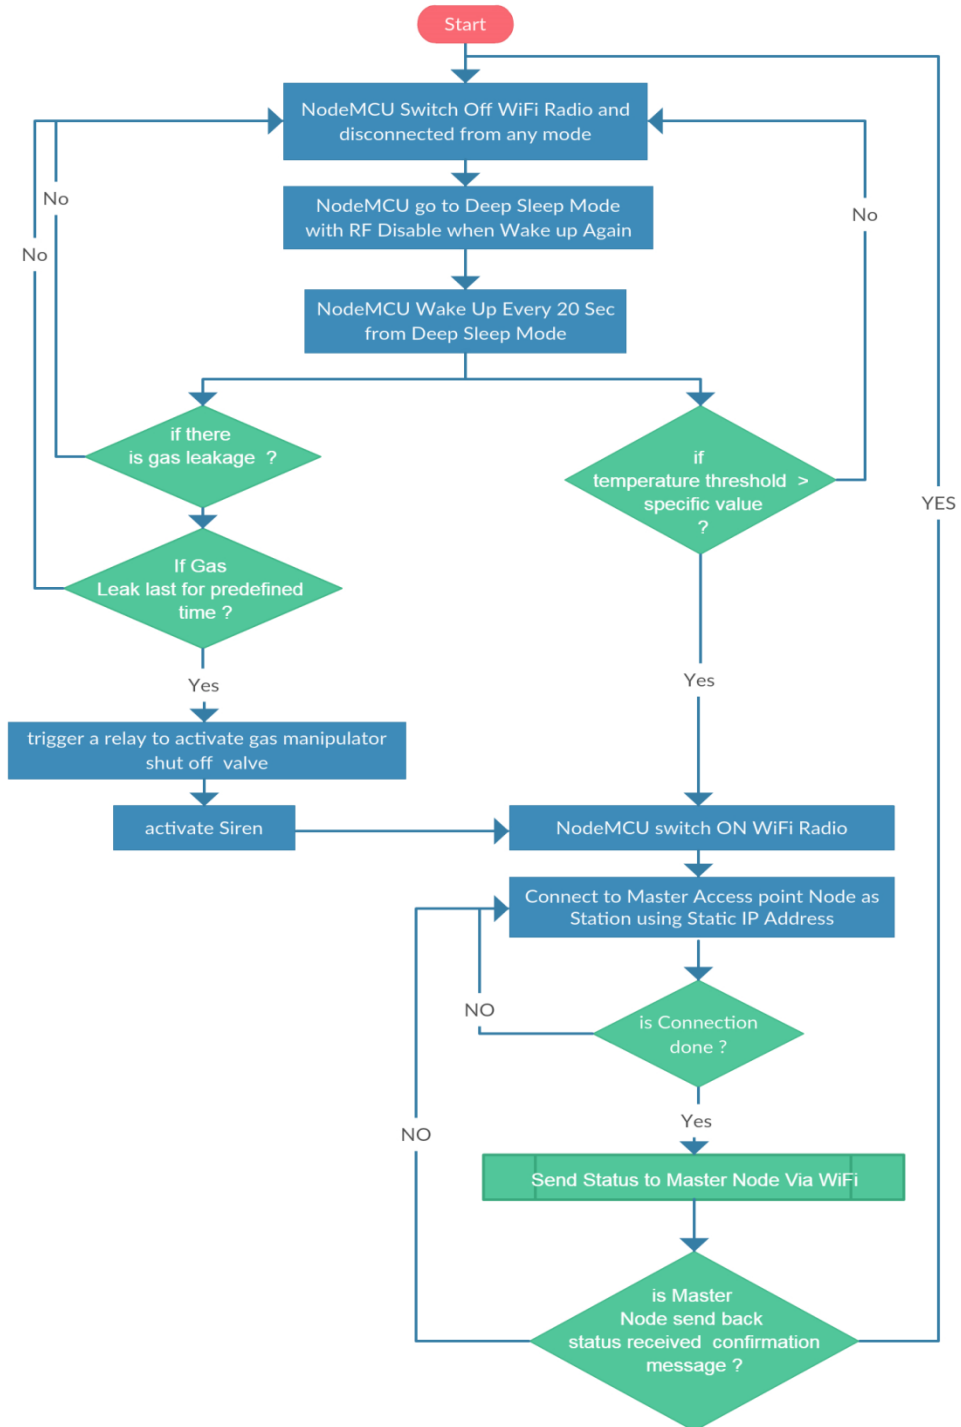 Start
NodeMCU Switch Off WiFi Radio and
disconnected from any mode
No
No
No
NodeMCU go to Deep Sleep Mode
with RF Disable when Wake up Again
NodeMCU Wake Up Every 20 Sec
from Deep Sleep Mode
if there
is gas leakage ?
if
temperature threshold >
specific value
?
YES
If Gas
Leak last for predefined
time ?
Yes
Yes
trigger a relay to activate gas manipulator
shut off valve
activate Siren
NodeMCU switch ON WiFi Radio
Connect to Master Access point Node as
Station using Static IP Address
NO
is Connection
done ?
Yes
NO
Send Status to Master Node Via WiFi
is Master
Node send back
status received confirmation
message ?